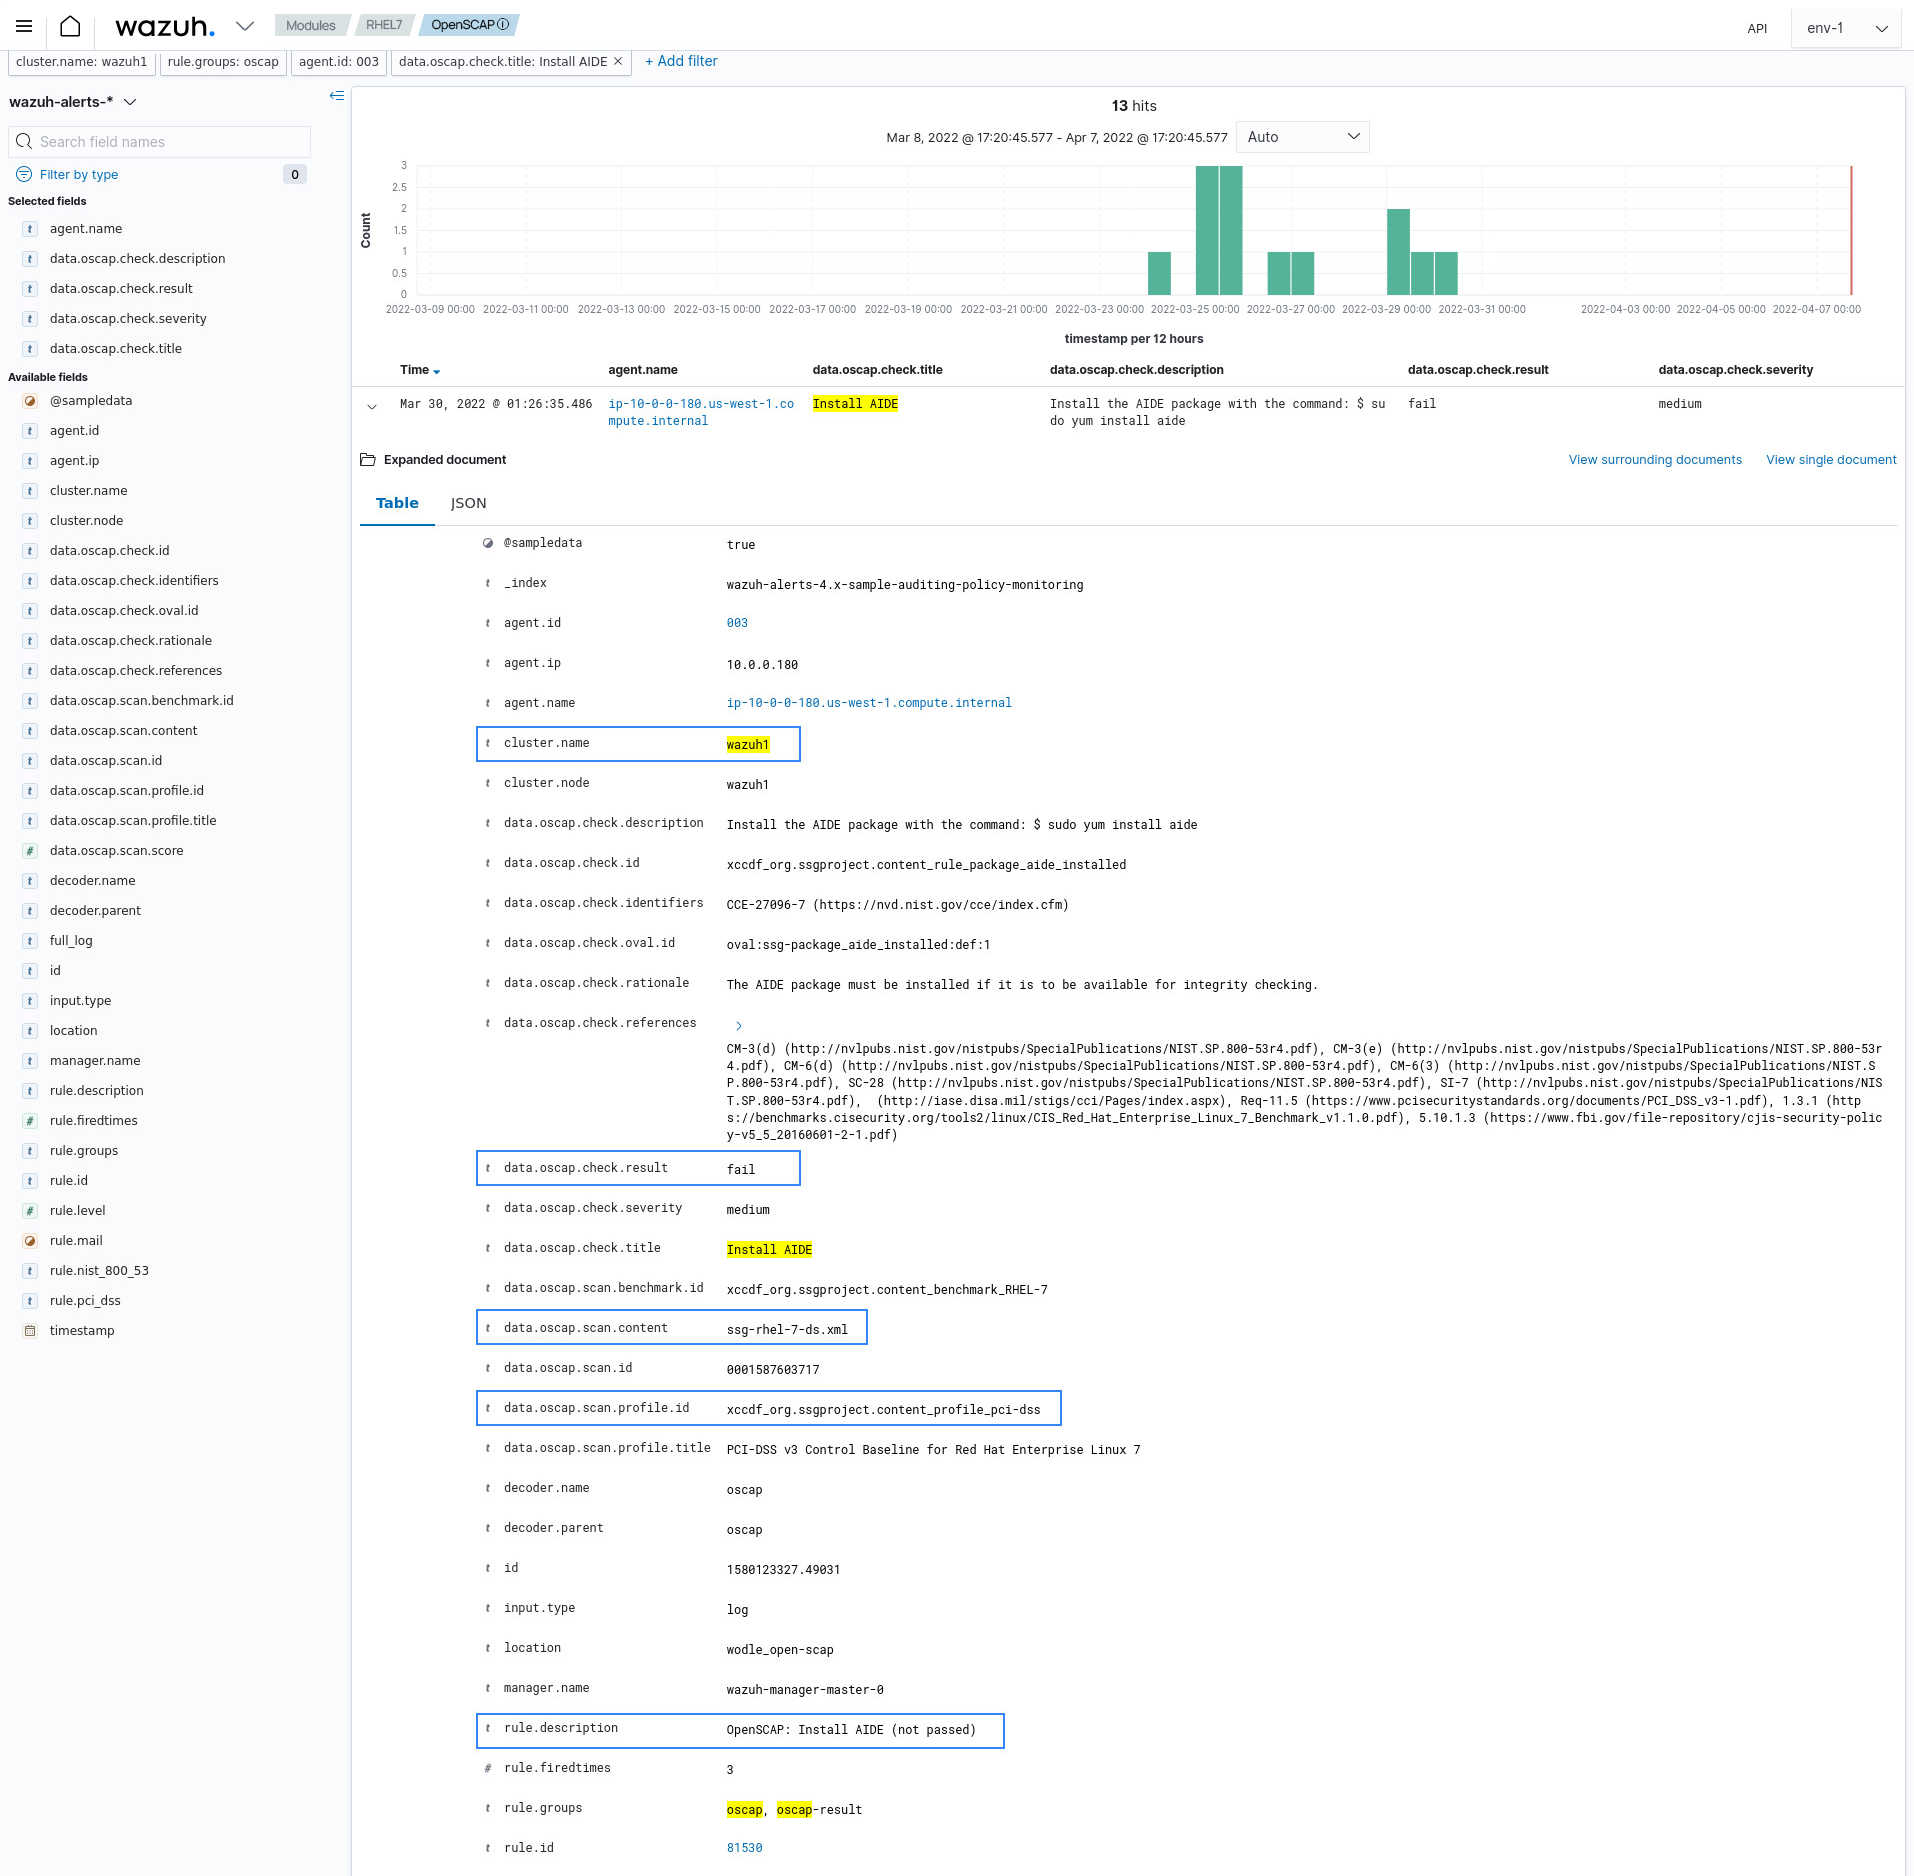 wazuh.
Modules
RHEL7
OpenSCAP
API
env-1
cluster.name: wazuh1
rule.groups: oscap
agent.id: 003
data.oscap.check.title: Install AIDE ×
+ Add filter
wazuh-alerts-*
Search field names
Filter by type
0
Selected fields
t agent.name
t data.oscap.check.description
t data.oscap.check.result
t data.oscap.check.severity
t data.oscap.check.title
Available fields
@sampledata
t agent.id
t agent.ip
t cluster.name
t cluster.node
t data.oscap.check.id
t data.oscap.check.identifiers
t data.oscap.check.oval.id
t data.oscap.check.rationale
t data.oscap.check.references
t data.oscap.scan.benchmark.id
t data.oscap.scan.content
t data.oscap.scan.id
t data.oscap.scan.profile.id
t data.oscap.scan.profile.title
# data.oscap.scan.score
t decoder.name
t decoder.parent
t full_log
t id
t input.type
t location
t manager.name
t rule.description
# rule.firedtimes
t rule.groups
t rule.id
# rule.level
rule.mail
t rule.nist_800_53
t rule.pci_dss
timestamp
13 hits
Mar 8, 2022 @ 17:20:45.577 - Apr 7, 2022 @ 17:20:45.577
Auto
Count
3
2.5
2
1.5
1
0.5
0
2022-03-09 00:00 2022-03-11 00:00 2022-03-13 00:00 2022-03-15 00:00 2022-03-17 00:00 2022-03-19 00:00 2022-03-21 00:00 2022-03-23 00:00 2022-03-25 00:00 2022-03-27 00:00 2022-03-29 00:00 2022-03-31 00:00 2022-04-03 00:00 2022-04-05 00:00 2022-04-07 00:00
timestamp per 12 hours
Time agent.name data.oscap.check.title data.oscap.check.description data.oscap.check.result data.oscap.check.severity
Mar 30, 2022 @ 01:26:35.486 ip-10-0-0-180.us-west-1.co Install AIDE Install the AIDE package with the command: $ su fail medium
mpute.internal do yum install aide
Expanded document
View surrounding documents
View single document
Table
JSON
@sampledata true
t _index wazuh-alerts-4.x-sample-auditing-policy-monitoring
t agent.id 003
t agent.ip 10.0.0.180
t agent.name ip-10-0-0-180.us-west-1.compute.internal
t cluster.name wazuh1
t cluster.node wazuh1
t data.oscap.check.description Install the AIDE package with the command: $ sudo yum install aide
t data.oscap.check.id xccdf_org.ssgproject.content_rule_package_aide_installed
t data.oscap.check.identifiers CCE-27096-7 (https://nvd.nist.gov/cce/index.cfm)
t data.oscap.check.oval.id oval:ssg-package_aide_installed:def:1
t data.oscap.check.rationale The AIDE package must be installed if it is to be available for integrity checking.
t data.oscap.check.references
CM-3(d) (http://nvlpubs.nist.gov/nistpubs/SpecialPublications/NIST.SP.800-53r4.pdf), CM-3(e) (http://nvlpubs.nist.gov/nistpubs/SpecialPublications/NIST.SP.800-53r
4.pdf), CM-6(d) (http://nvlpubs.nist.gov/nistpubs/SpecialPublications/NIST.SP.800-53r4.pdf), CM-6(3) (http://nvlpubs.nist.gov/nistpubs/SpecialPublications/NIST.S
P.800-53r4.pdf), SC-28 (http://nvlpubs.nist.gov/nistpubs/SpecialPublications/NIST.SP.800-53r4.pdf), SI-7 (http://nvlpubs.nist.gov/nistpubs/SpecialPublications/NIS
T.SP.800-53r4.pdf), (http://iase.disa.mil/stigs/cci/Pages/index.aspx), Req-11.5 (https://www.pcisecuritystandards.org/documents/PCI_DSS_v3-1.pdf), 1.3.1 (http
s://benchmarks.cisecurity.org/tools2/linux/CIS_Red_Hat_Enterprise_Linux_7_Benchmark_v1.1.0.pdf), 5.10.1.3 (https://www.fbi.gov/file-repository/cjis-security-polic
y-v5_5_20160601-2-1.pdf)
t data.oscap.check.result fail
t data.oscap.check.severity medium
t data.oscap.check.title Install AIDE
t data.oscap.scan.benchmark.id xccdf_org.ssgproject.content_benchmark_RHEL-7
t data.oscap.scan.content ssg-rhel-7-ds.xml
t data.oscap.scan.id 0001587603717
t data.oscap.scan.profile.id xccdf_org.ssgproject.content_profile_pci-dss
t data.oscap.scan.profile.title PCI-DSS v3 Control Baseline for Red Hat Enterprise Linux 7
t decoder.name oscap
t decoder.parent oscap
t id 1580123327.49031
t input.type log
t location wodle_open-scap
t manager.name wazuh-manager-master-0
t rule.description OpenSCAP: Install AIDE (not passed)
# rule.firedtimes 3
t rule.groups oscap, oscap-result
t rule.id 81530